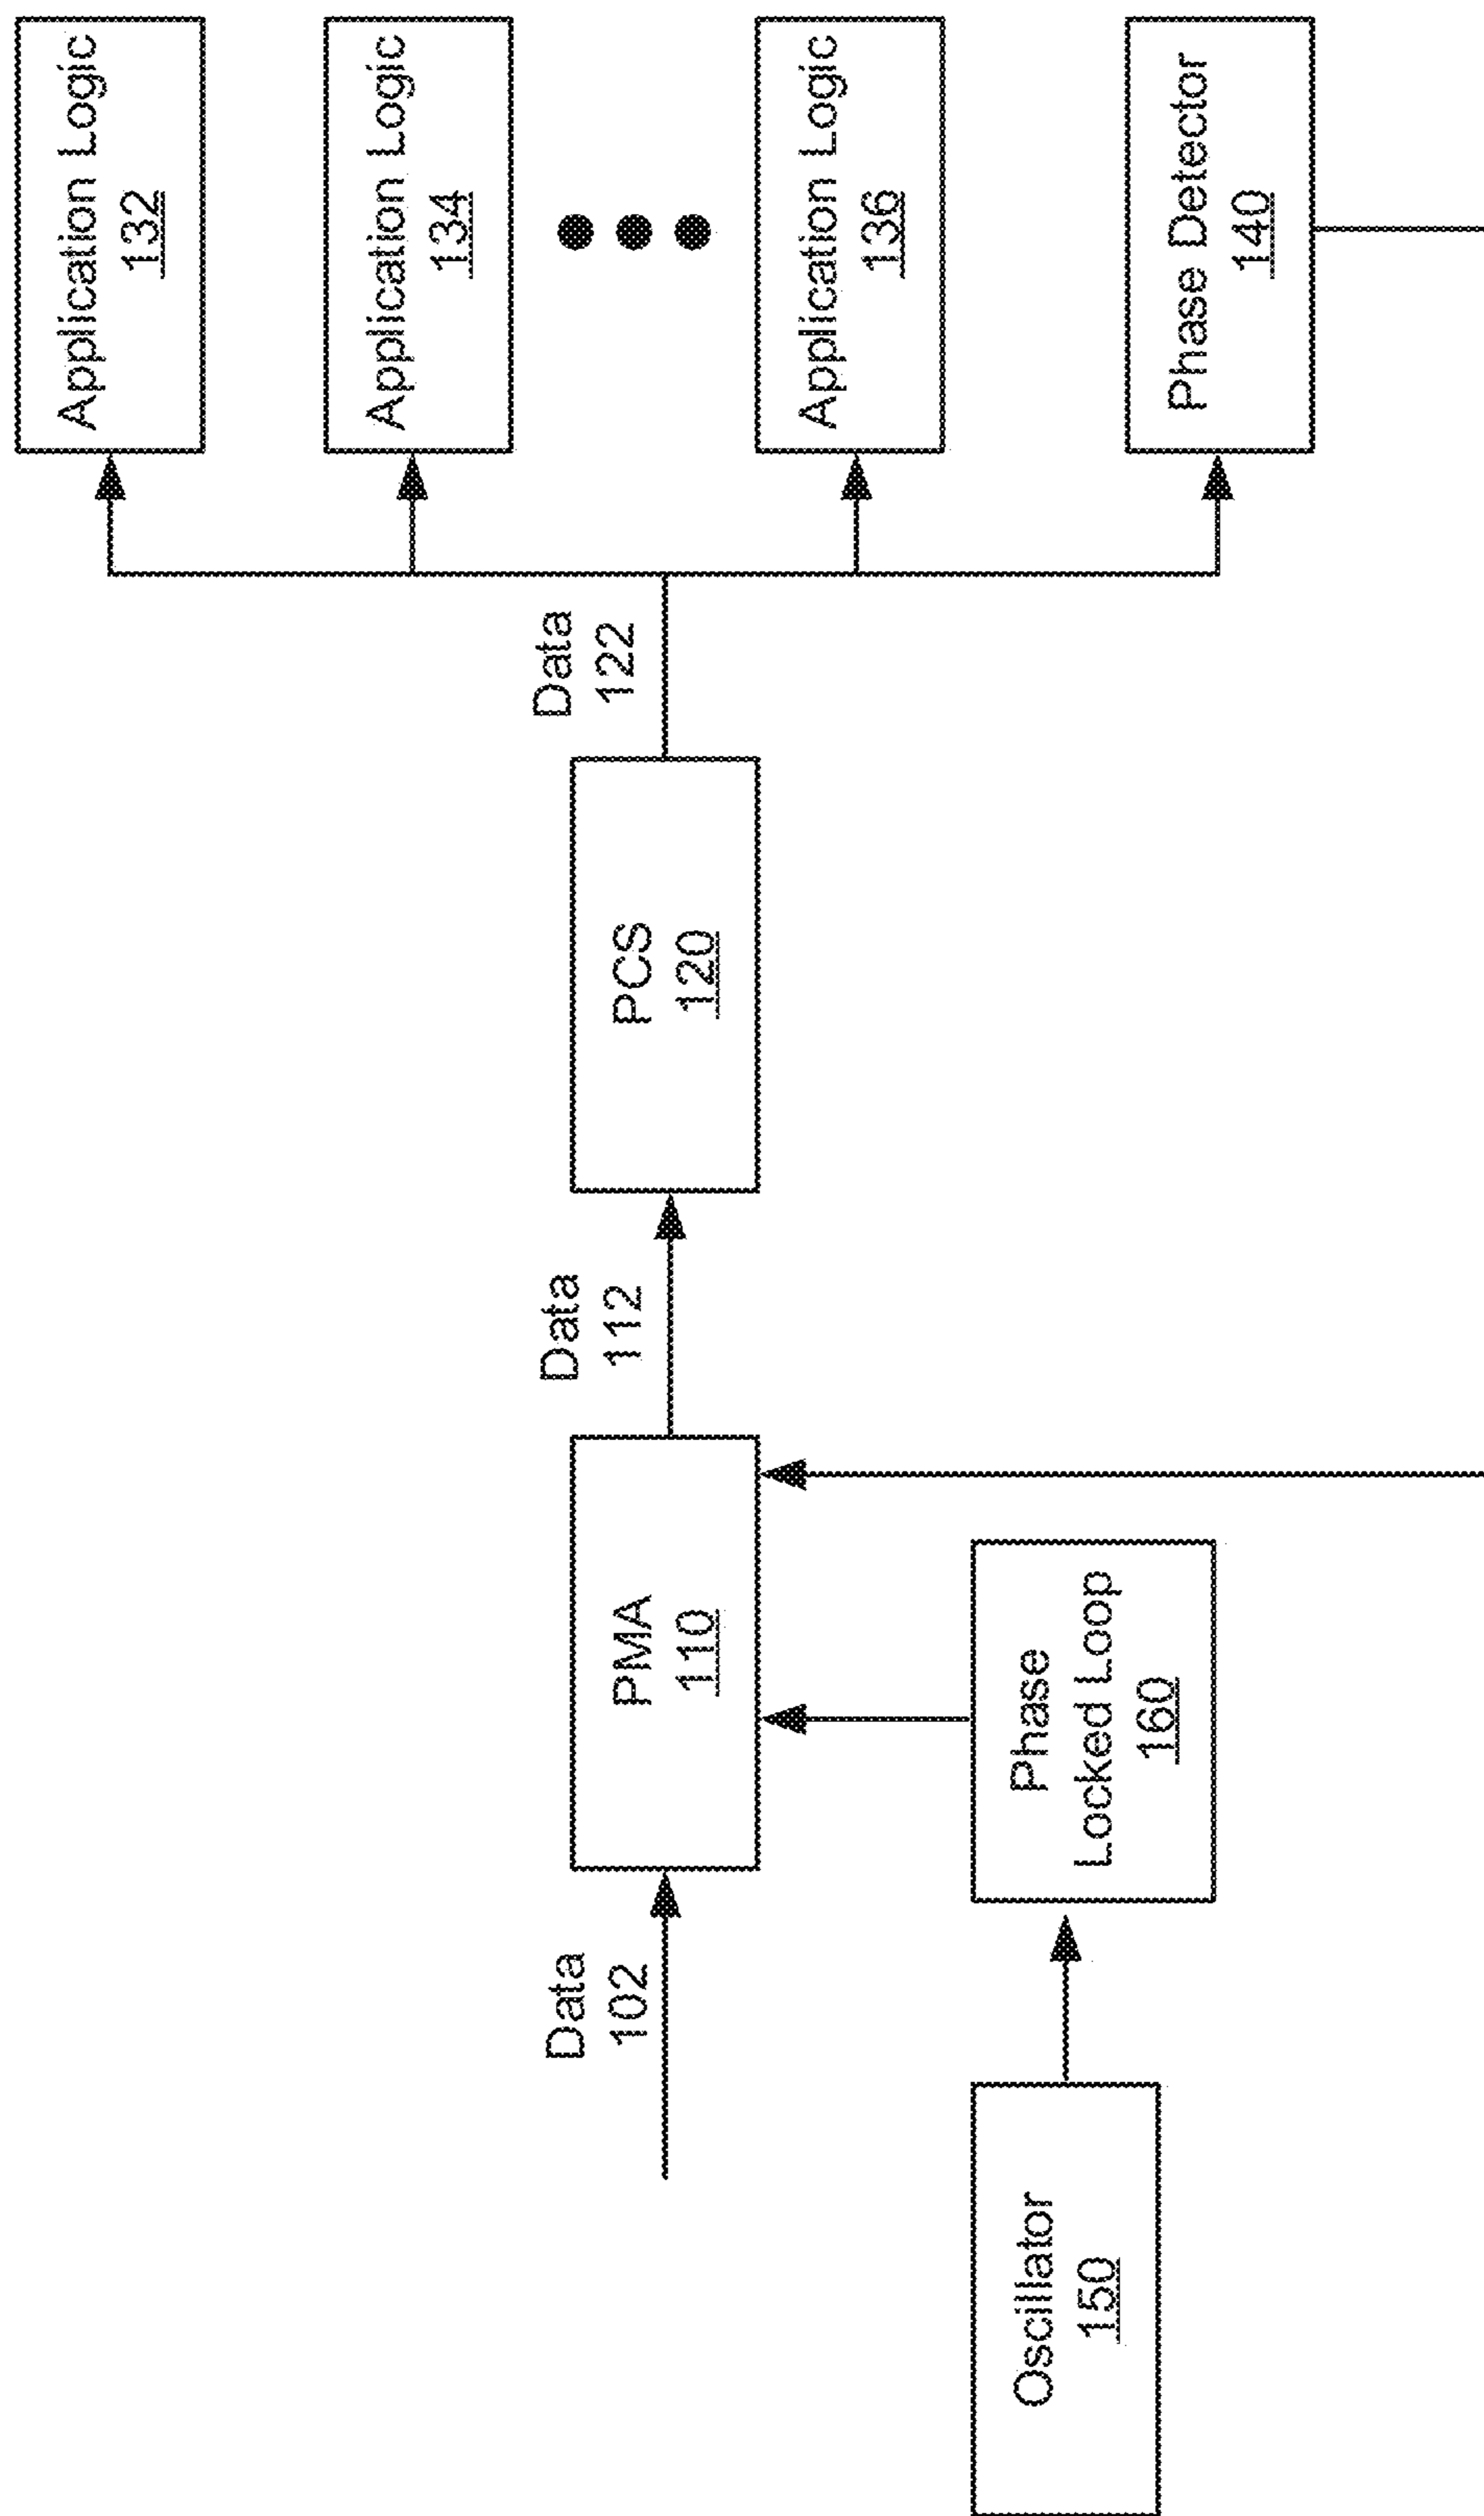 Application Logic
132
Application Logic
134
Application Logic
136
Phase Detector
140
Data
122
PCS
120
Data
112
PMA
110
Data
102
Phase
Locked Loop
160
Oscillator
150